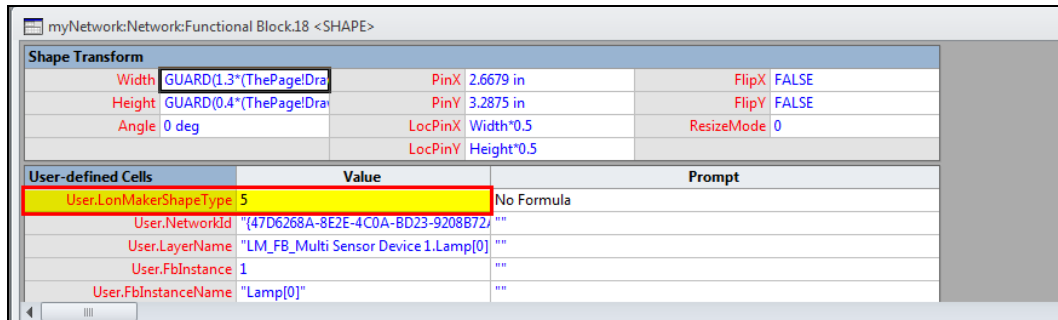 myNetwork:Network:Functional Block.18 <SHAPE>
Shape Transform
Width GUARD(1.3*(ThePage!Dra PinX 2.6679 in FlipX FALSE
Height GUARD(0.4*(ThePage!Dra PinY 3.2875 in FlipY FALSE
Angle 0 deg LocPinX Width*0.5 ResizeMode 0
LocPinY Height*0.5
User-defined Cells Value Prompt
User.LonMakerShapeType 5 No Formula
User.NetworkId "{47D6268A-8E2E-4C0A-BD23-9208B72 ""
User.LayerName "LM_FB_Multi Sensor Device 1.Lamp[0] ""
User.FbInstance 1 ""
User.FbInstanceName "Lamp[0]" ""